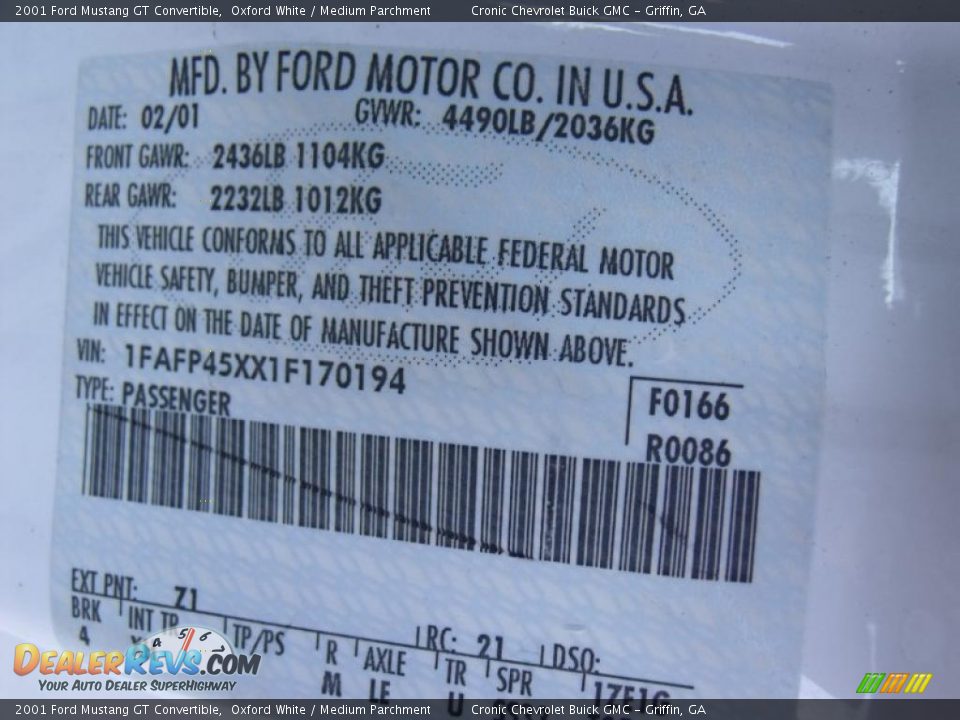 2001 Ford Mustang GT Convertible, Oxford White / Medium Parchment Cronic Chevrolet Buick GMC - Griffin, GA
MFD. BY FORD MOTOR CO. IN U.S.A.
DATE: 02/01 GVWR: 4490LB/2036KG
FRONT GAWR: 2436LB 1104KG
REAR GAWR: 2232LB 1012KG
THIS VEHICLE CONFORMS TO ALL APPLICABLE FEDERAL MOTOR
VEHICLE SAFETY, BUMPER, AND THEFT PREVENTION STANDARDS
IN EFFECT ON THE DATE OF MANUFACTURE SHOWN ABOVE.
VIN: 1FAFP45XX1F170194
TYPE: PASSENGER
F0166
R0086
EXT PNT: Z1 RC: 21 DSO:
BRK INT TR TP/PS R AXLE TR SPR
4 M LE U
DEALERREVS.COM
YOUR AUTO DEALER SUPERHIGHWAY
2001 Ford Mustang GT Convertible, Oxford White / Medium Parchment Cronic Chevrolet Buick GMC - Griffin, GA